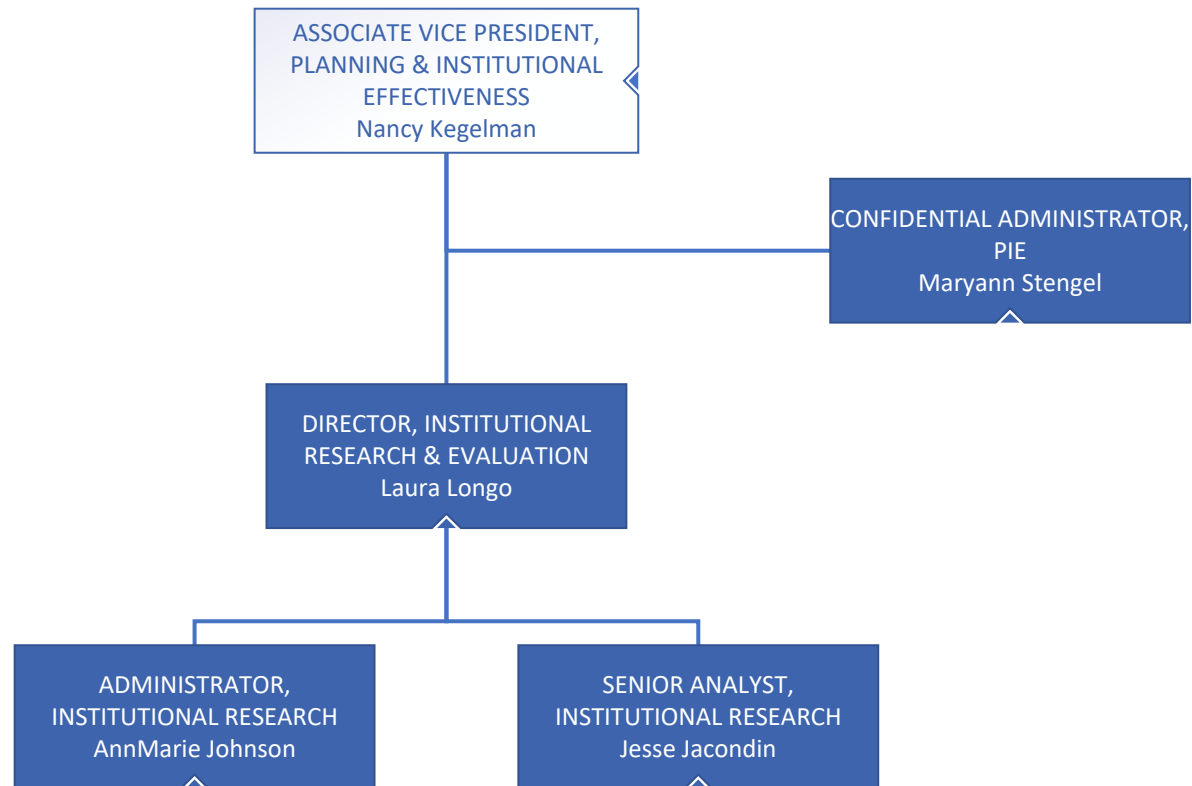 ASSOCIATE VICE PRESIDENT,
PLANNING & INSTITUTIONAL
EFFECTIVENESS
Nancy Kegelman
CONFIDENTIAL ADMINISTRATOR,
PIE
Maryann Stengel
DIRECTOR, INSTITUTIONAL
RESEARCH & EVALUATION
Laura Longo
ADMINISTRATOR,
INSTITUTIONAL RESEARCH
AnnMarie Johnson
SENIOR ANALYST,
INSTITUTIONAL RESEARCH
Jesse Jacondin